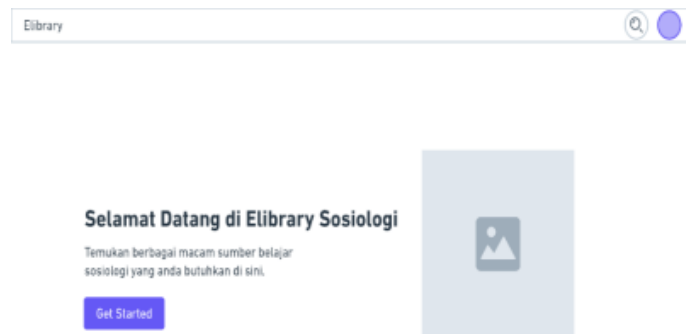 Elibrary
Selamat Datang di Elibrary Sosiologi
Temukan berbagai macam sumber belajar
sosiologi yang anda butuhkan di sini.
Get Started